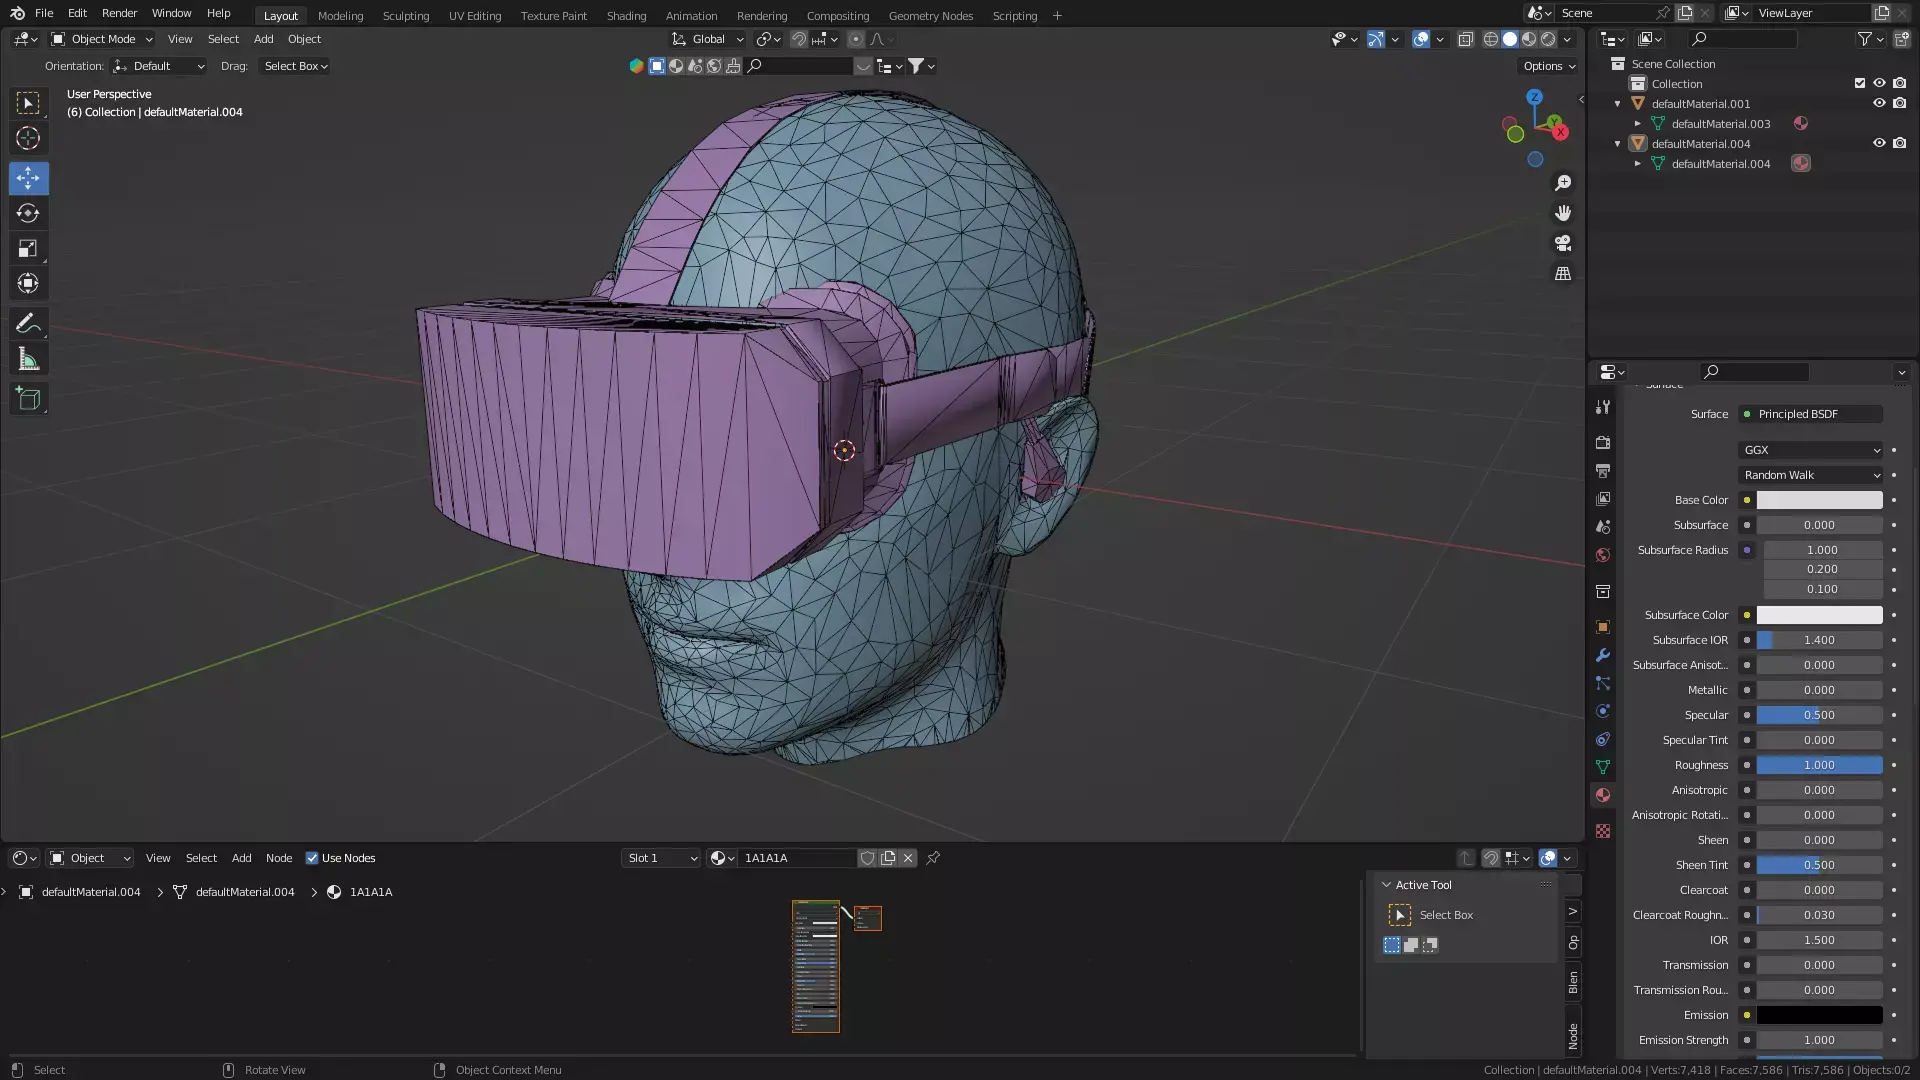 File Edit Render Window Help Layout Modeling Sculpting UV Editing Texture Paint Shading Animation Rendering Compositing Geometry Nodes Scripting + Scene ViewLayer
Object Mode View Select Add Object Global
Orientation: Default Drag: Select Box Options
User Perspective
(6) Collection | defaultMaterial.004
Z
Y
X
Scene Collection
Collection
defaultMaterial.001
defaultMaterial.003
defaultMaterial.004
defaultMaterial.004
Surface
Surface Principled BSDF
GGX
Random Walk
Base Color
Subsurface 0.000
Subsurface Radius 1.000
0.200
0.100
Subsurface Color
Subsurface IOR 1.400
Subsurface Anisot... 0.000
Metallic 0.000
Specular 0.500
Specular Tint 0.000
Roughness 1.000
Anisotropic 0.000
Anisotropic Rotati... 0.000
Sheen 0.000
Sheen Tint 0.500
Clearcoat 0.000
Clearcoat Roughn... 0.030
IOR 1.500
Transmission 0.000
Transmission Rou... 0.000
Emission
Emission Strength 1.000
Object View Select Add Node Use Nodes Slot 1 1A1A1A
defaultMaterial.004 > defaultMaterial.004 > 1A1A1A
Active Tool
Select Box
V
Op
Blen
Node
Select Rotate View Object Context Menu Collection | defaultMaterial.004 | Verts:7,418 | Faces:7,586 | Tris:7,586 | Objects:0/2